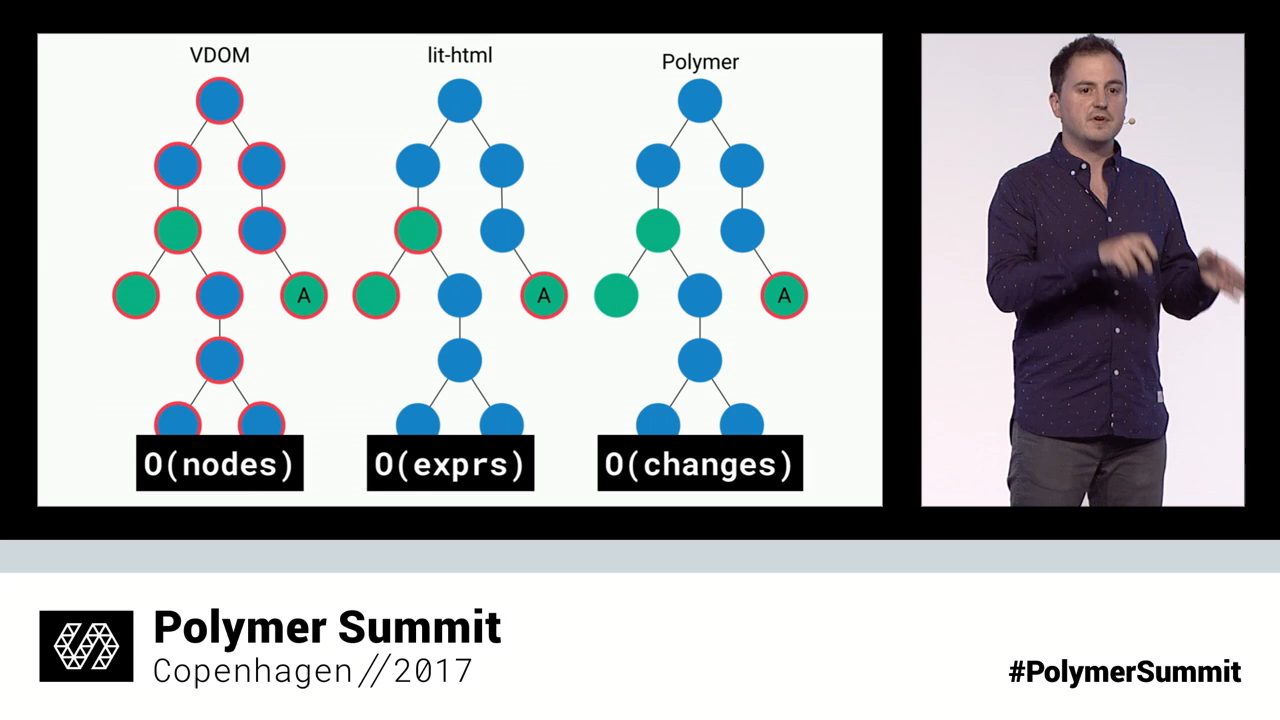 VDOM
lit-html
Polymer
A
A
A
O(nodes)
O(exprs)
O(changes)
Polymer Summit
Copenhagen//2017
#PolymerSummit